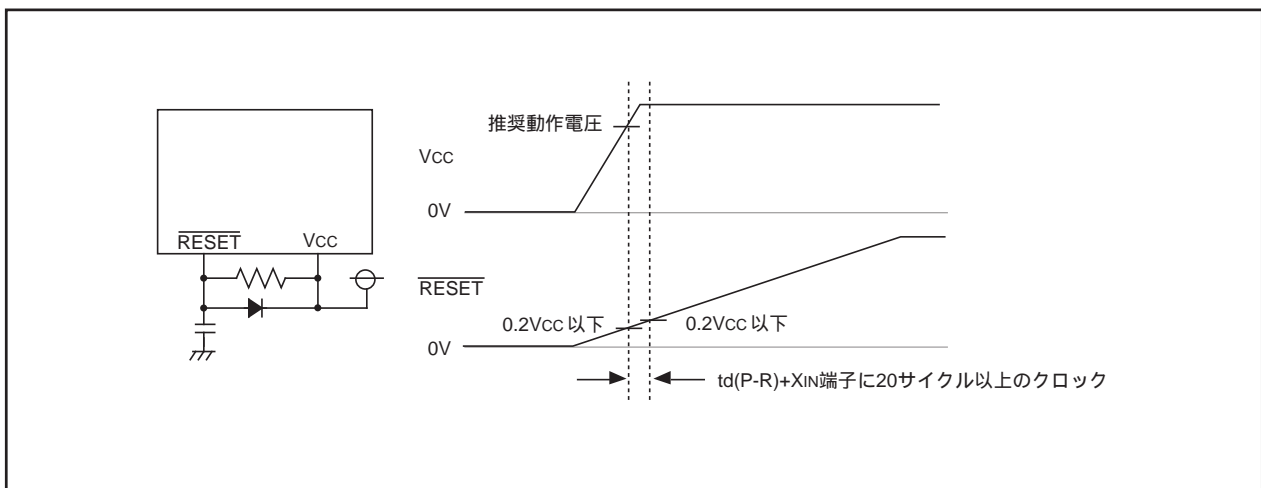 推奨動作電圧
VCC
0V
RESET VCC
RESET
0.2VCC 以下 0.2VCC 以下
0V
td(P-R)+XIN端子に20サイクル以上のクロック